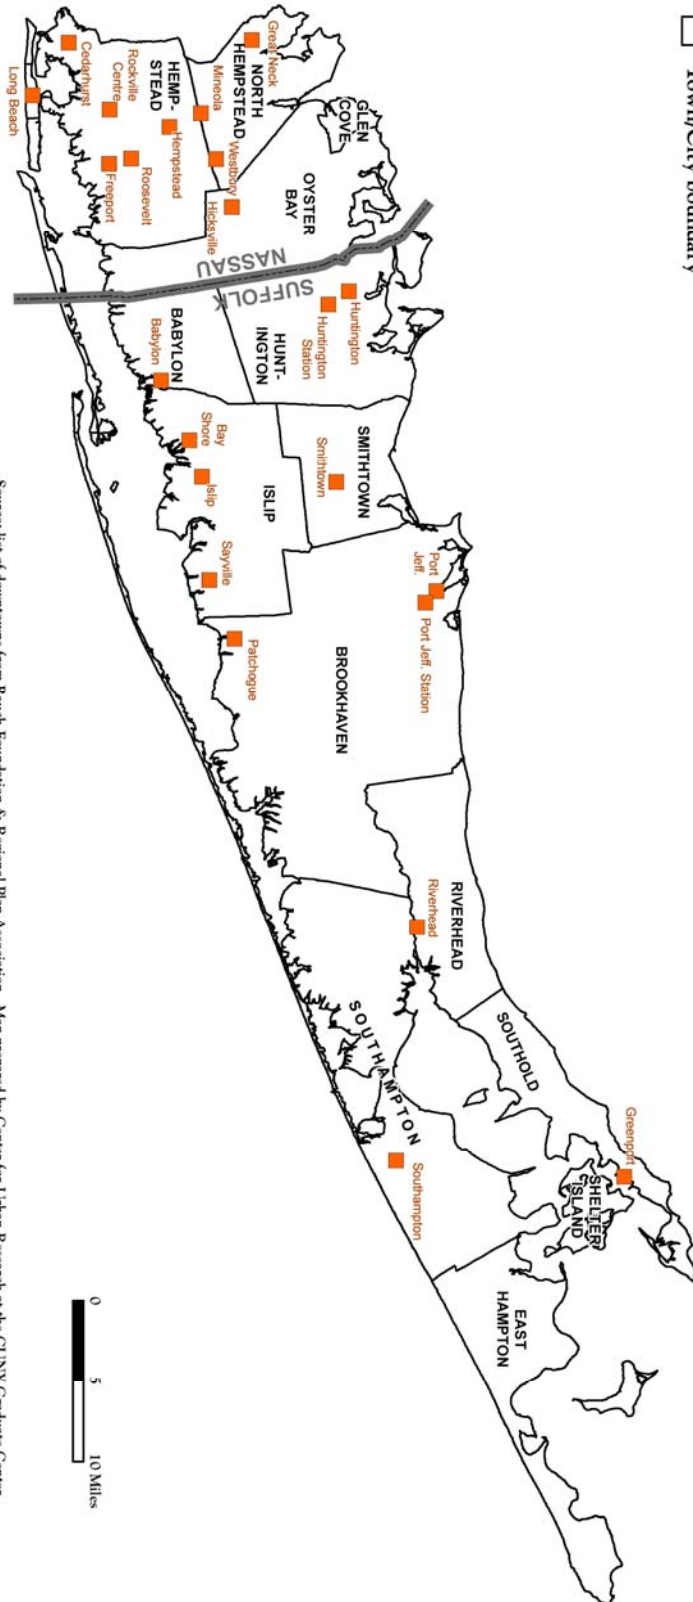 Town/City Boundary
Great Neck
NORTH
HEMPSTEAD
GLEN
COVE
OYSTER
BAY
Mineola
Westbury
Hicksville
HEMP-
STEAD
Hempstead
Rockville
Centre
Roosevelt
Freeport
Cedarhurst
Long Beach
NASSAU
SUFFOLK
Huntington
Huntington
Station
HUNT-
INGTON
BABYLON
Babylon
SMITHTOWN
Smithtown
Bay
Shore
Islip
ISLIP
Sayville
Port
Jeff.
Port Jeff. Station
BROOKHAVEN
Patchogue
RIVERHEAD
Riverhead
SOUTHOLD
Greenport
SHELTER
ISLAND
SOUTHAMPTON
Southampton
EAST
HAMPTON
0 5 10 Miles